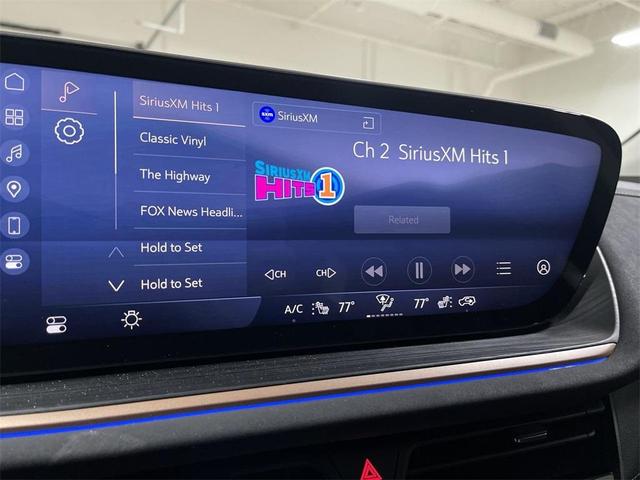 SiriusXM Hits 1
Classic Vinyl
The Highway
FOX News Headli...
Hold to Set
Hold to Set
sxm SiriusXM
Ch 2 SiriusXM Hits 1
SIRIUSXM
HITS 1
Related
CH
CH
A/C 77° 77°